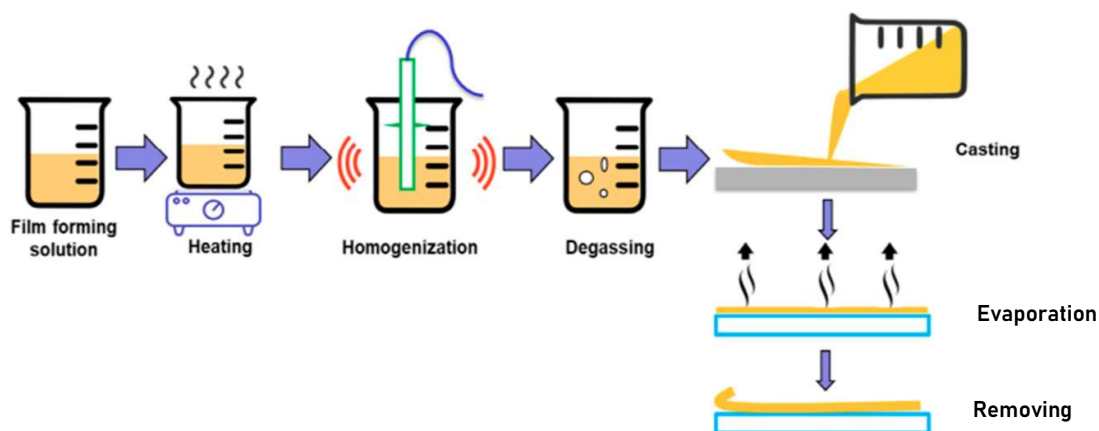 Film forming
solution
Heating
Homogenization
Degassing
Casting
Evaporation
Removing